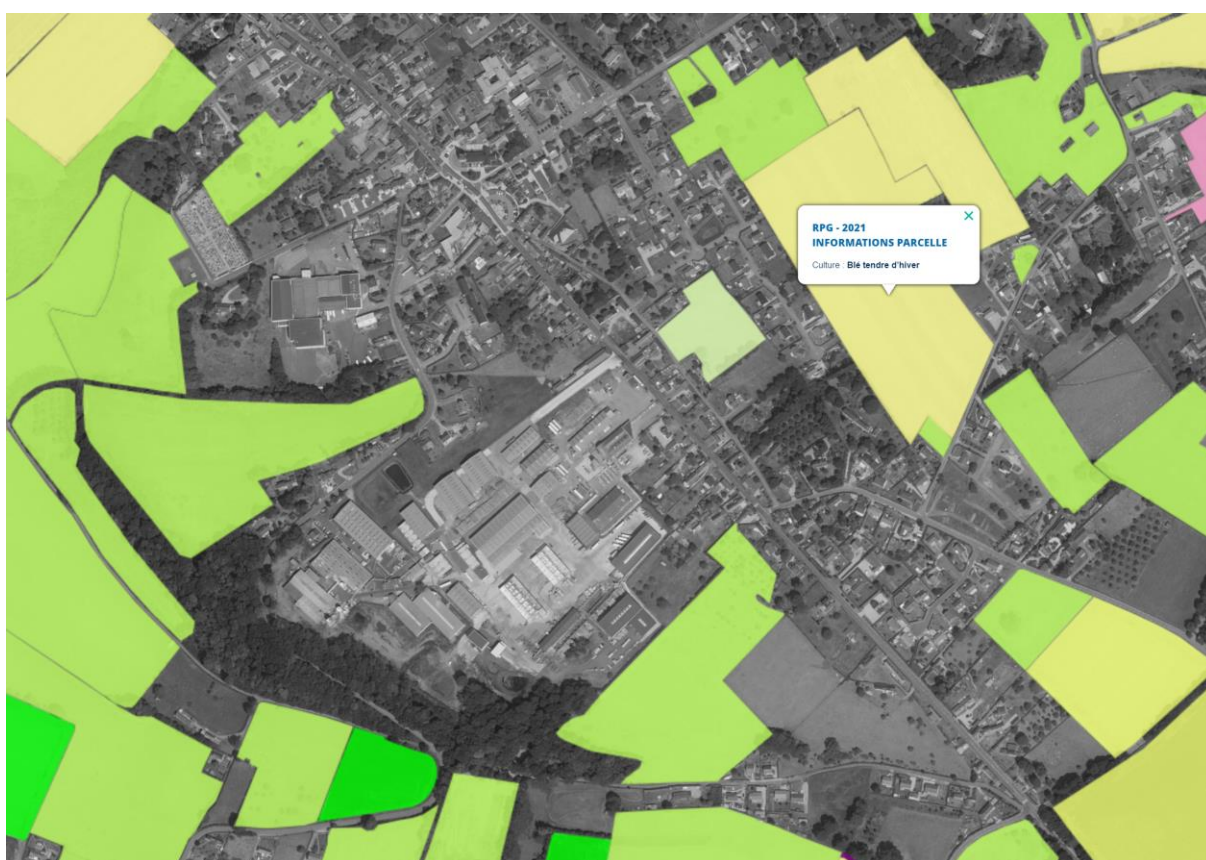 RPG - 2021
INFORMATIONS PARCELLE
Culture : Blé tendre d'hiver